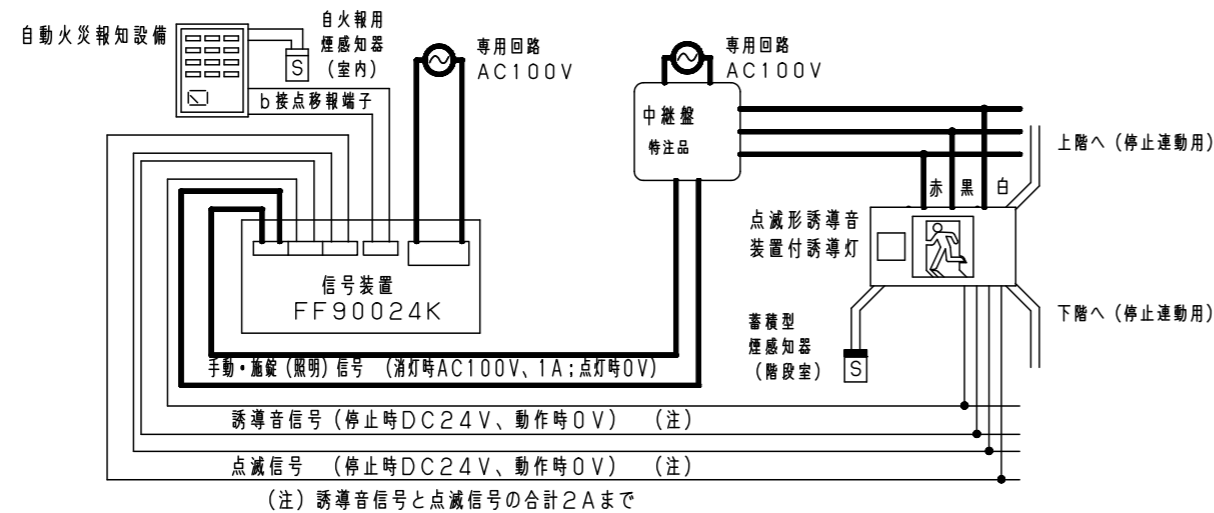 自動火災報知設備
自火報用
煙感知器
（室内）
S
b接点移報端子
専用回路
AC100V
専用回路
AC100V
中継盤
特注品
上階へ（停止連動用）
赤 黒 白
点滅形誘導音
装置付誘導灯
信号装置
FF90024K
下階へ（停止連動用）
蓄積型
煙感知器
（階段室）
S
手動・施錠（照明）信号 （消灯時AC100V、1A；点灯時0V）
誘導音信号（停止時DC24V、動作時0V） （注）
点滅信号 （停止時DC24V、動作時0V） （注）
（注）誘導音信号と点滅信号の合計2Aまで